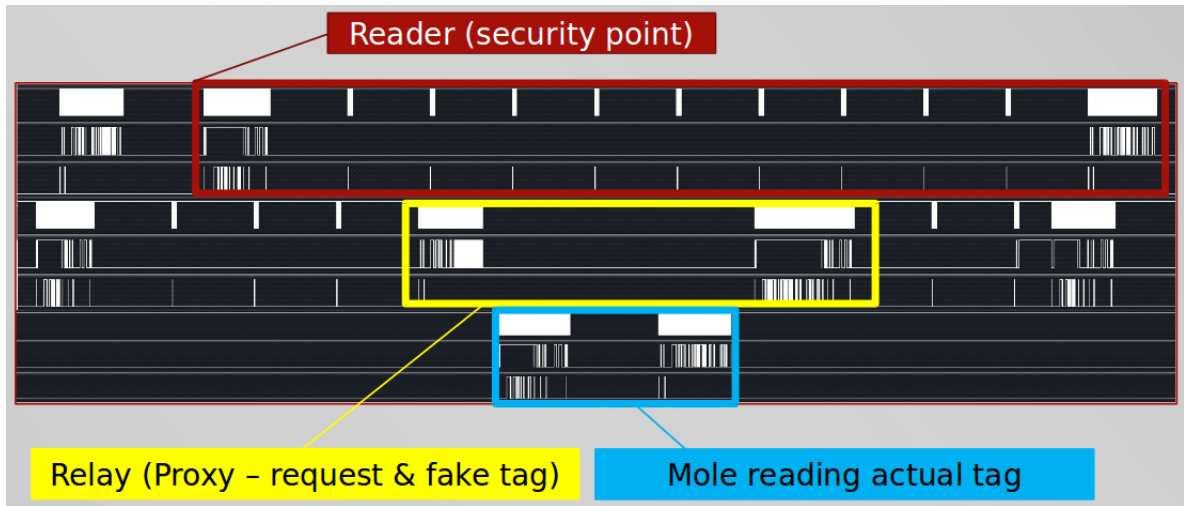 Reader (security point)
Relay (Proxy – request & fake tag)
Mole reading actual tag